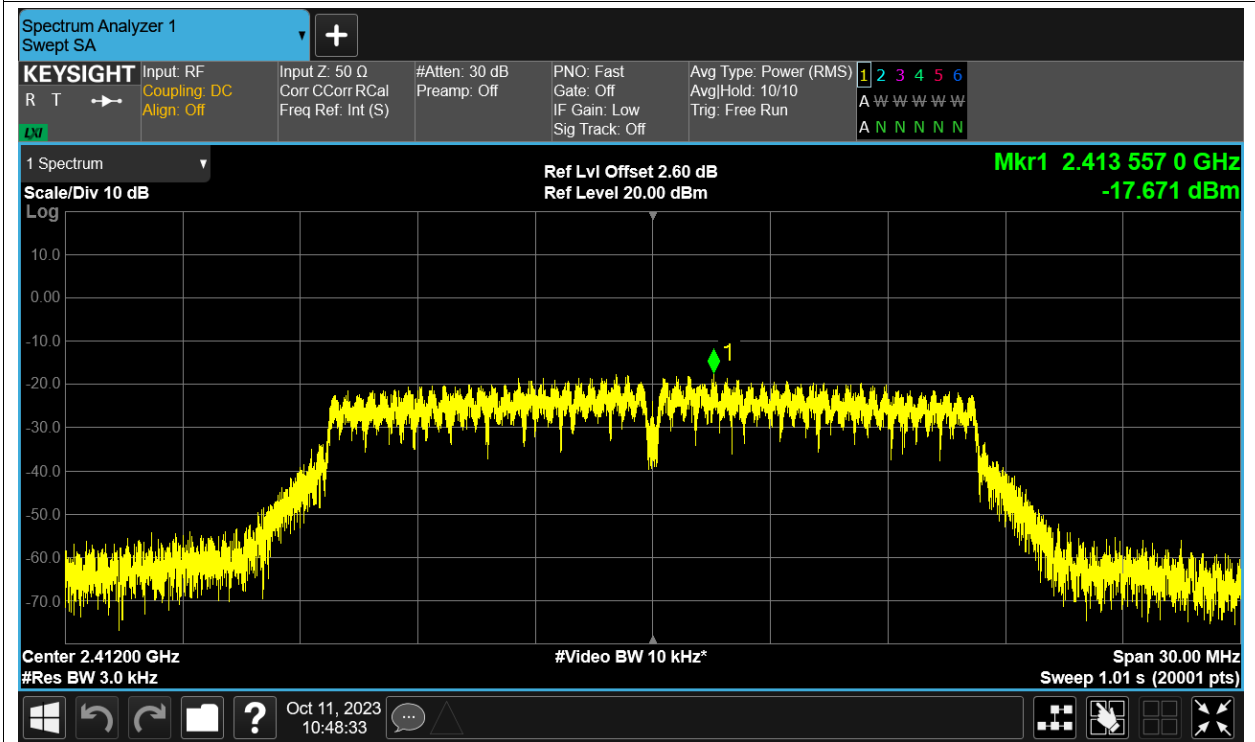 Spectrum Analyzer 1
Swept SA
KEYSIGHT
R T
LXI
Input: RF
Coupling: DC
Align: Off
Input Z: 50 Ω
Corr CCorr RCal
Freq Ref: Int (S)
#Atten: 30 dB
Preamp: Off
PNO: Fast
Gate: Off
IF Gain: Low
Sig Track: Off
Avg Type: Power (RMS)
Avg|Hold: 10/10
Trig: Free Run
1 2 3 4 5 6
A W W W W W
A N N N N N
1 Spectrum
Scale/Div 10 dB
Log
Ref Lvl Offset 2.60 dB
Ref Level 20.00 dBm
Mkr1 2.413 557 0 GHz
-17.671 dBm
10.0
0.00
-10.0
-20.0
-30.0
-40.0
-50.0
-60.0
-70.0
1
Center 2.41200 GHz
#Res BW 3.0 kHz
#Video BW 10 kHz*
Span 30.00 MHz
Sweep 1.01 s (20001 pts)
?
Oct 11, 2023
10:48:33